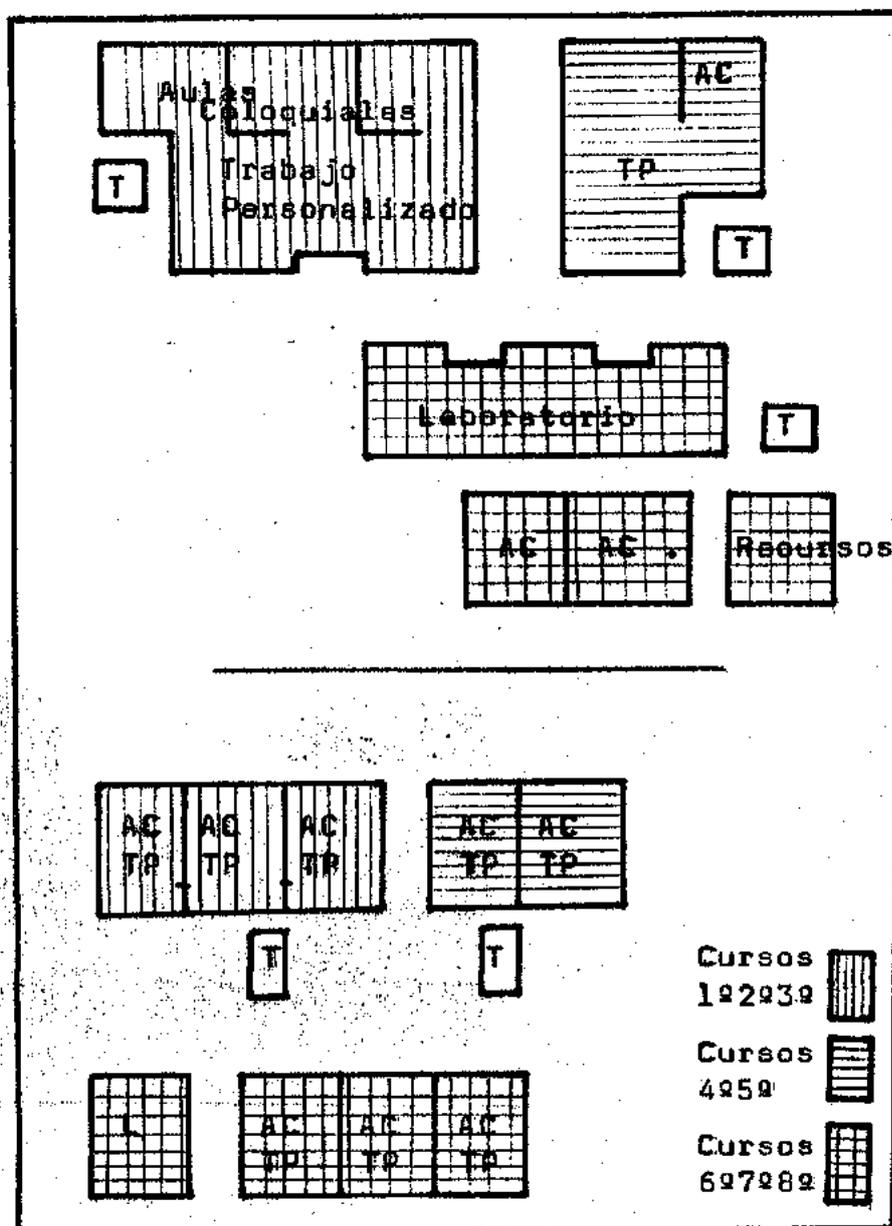 Aulas
Coloquiales
Trabajo
Personalizado
T
AC
TP
T
Laboratorio
T
AC AC
Recursos
AC AC AC
TP TP TP
AC AC
TP TP
T
T
Cursos
1º2º3º
Cursos
4º5º
Cursos
6º7º8º
L
AC AC AC
TP TP TP